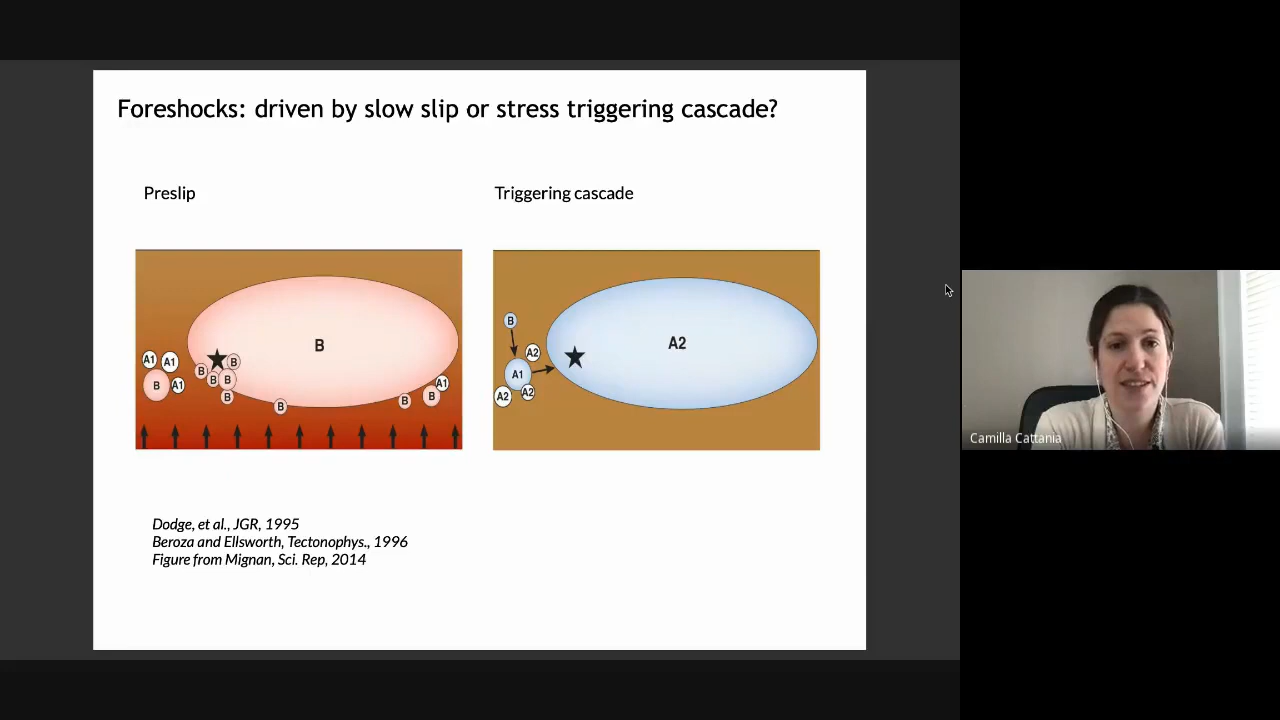 Foreshocks: driven by slow slip or stress triggering cascade?
Preslip
Triggering cascade
B
A1 A1
B A1
B B B B
B
B
B
B
A1
B
A2
A1
A2
A2
A2
Dodge, et al., JGR, 1995
Beroza and Ellsworth, Tectonophys., 1996
Figure from Mignan, Sci. Rep, 2014
Camilla Cattania